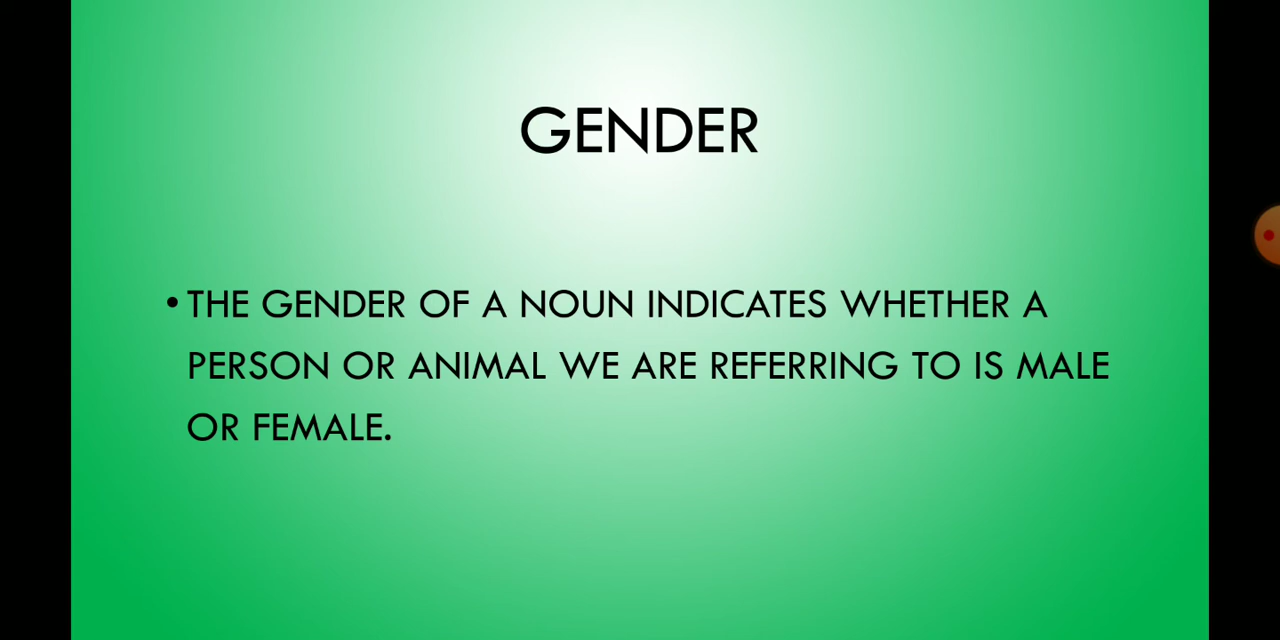 GENDER
• THE GENDER OF A NOUN INDICATES WHETHER A
PERSON OR ANIMAL WE ARE REFERRING TO IS MALE
OR FEMALE.